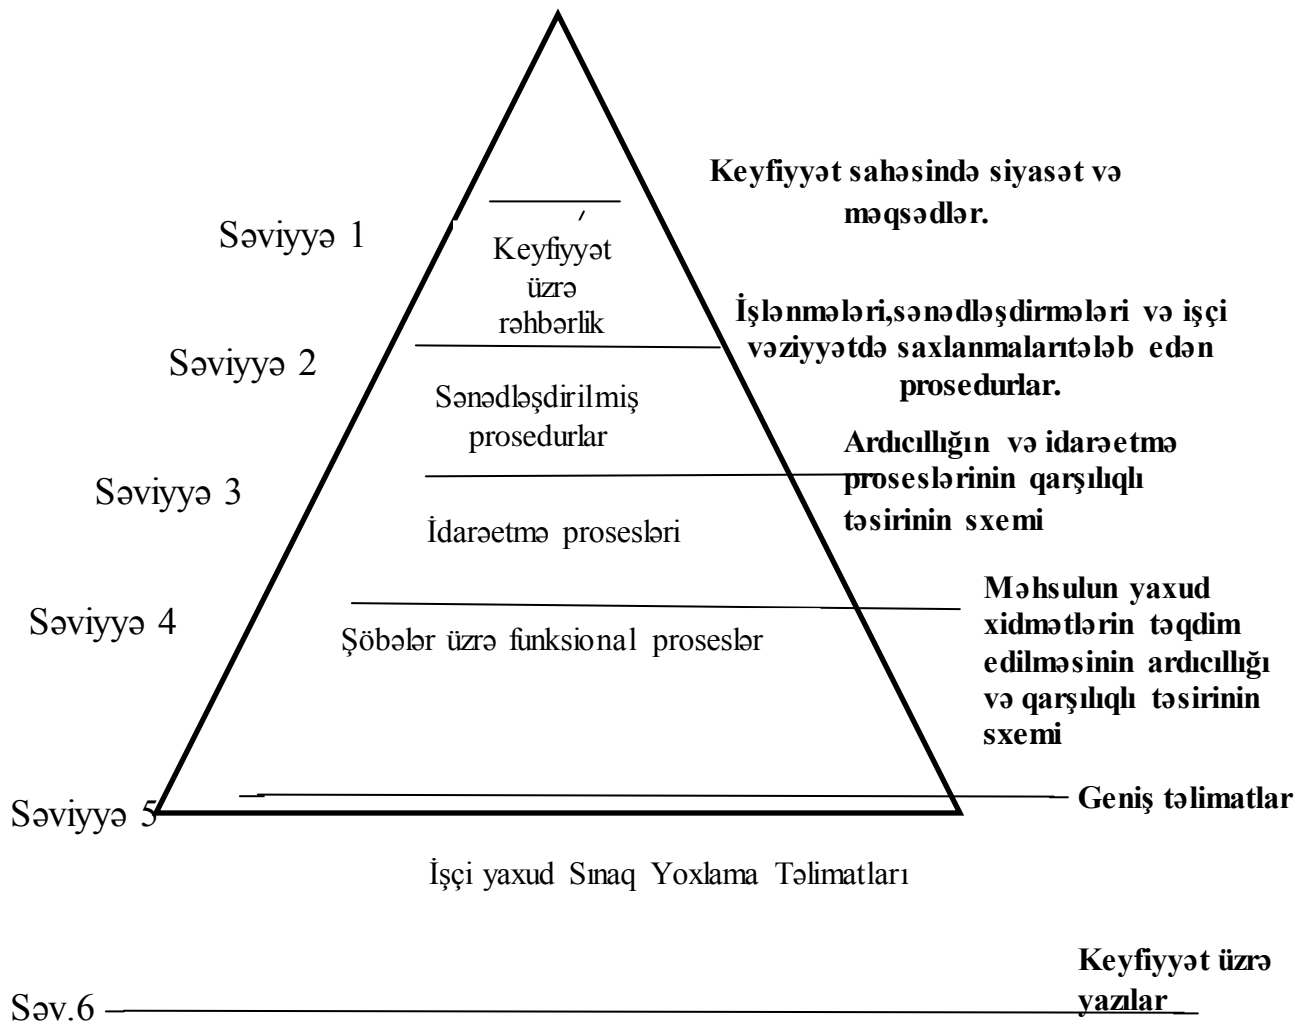 Keyfiyyət sahəsində siyasət və
məqsədlər.
Səviyyə 1
Keyfiyyət
üzrə
rəhbərlik
İşlənmələri,sənədləşdirmələri və işçi
vəziyyətdə saxlanmalarıtələb edən
prosedurlar.
Səviyyə 2
Sənədləşdirilmiş
prosedurlar
Ardıcıllığın və idarəetmə
proseslərinin qarşılıqlı
təsirinin sxemi
Səviyyə 3
İdarəetmə prosesləri
Məhsulun yaxud
xidmətlərin təqdim
edilməsinin ardıcıllığı
və qarşılıqlı təsirinin
sxemi
Səviyyə 4
Şöbələr üzrə funksional proseslər
Səviyyə 5
Geniş təlimatlar
İşçi yaxud Sınaq Yoxlama Təlimatları
Keyfiyyət üzrə
yazılar
Səv.6